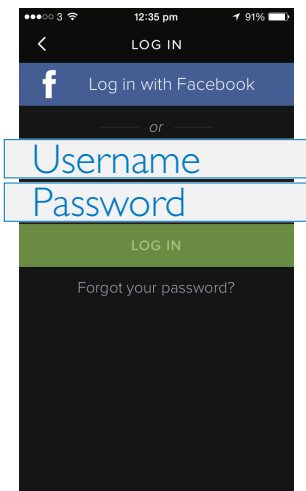 3 12:35 pm 91%
LOG IN
f Log in with Facebook
or
Username
Password
LOG IN
Forgot your password?